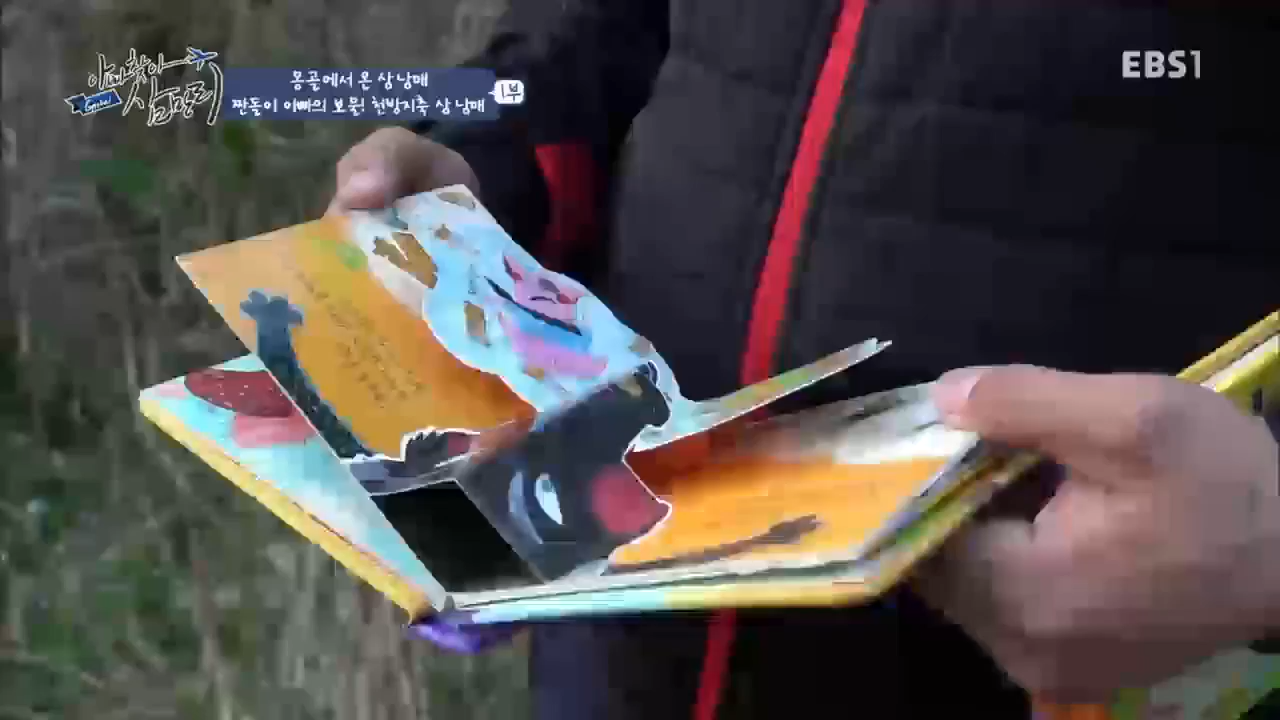 아빠 찾아
Global
삼만리
몽골에서 온 삼 남매
짠돌이 아빠의 보물! 천방지축 삼 남매
1부
EBS1